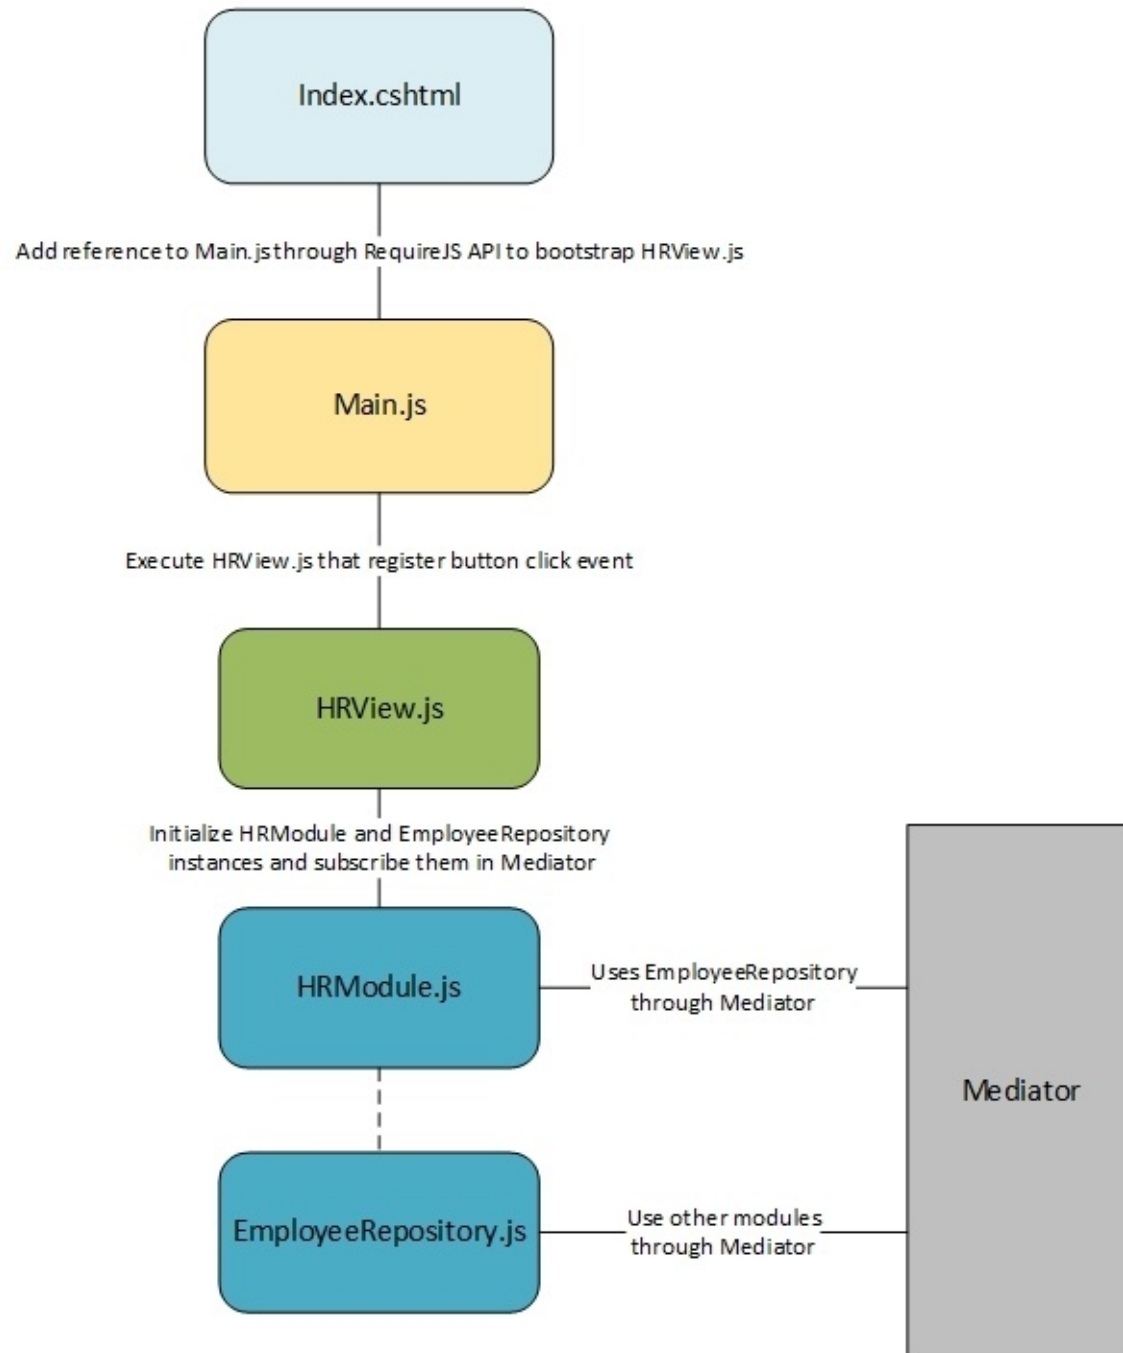 Index.cshtml
Add reference to Main.js through RequireJS API to bootstrap HRView.js
Main.js
Execute HRView.js that register button click event
HRView.js
Initialize HRModule and EmployeeRepository
instances and subscribe them in Mediator
HRModule.js
Uses EmployeeRepository
through Mediator
Mediator
EmployeeRepository.js
Use other modules
through Mediator